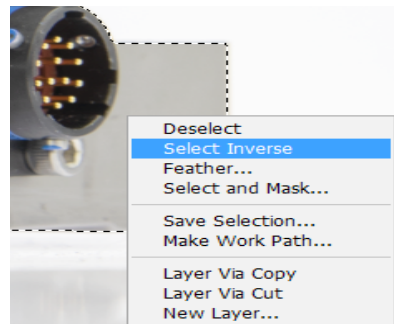 Deselect
Select Inverse
Feather...
Select and Mask...
Save Selection...
Make Work Path...
Layer Via Copy
Layer Via Cut
New Layer...